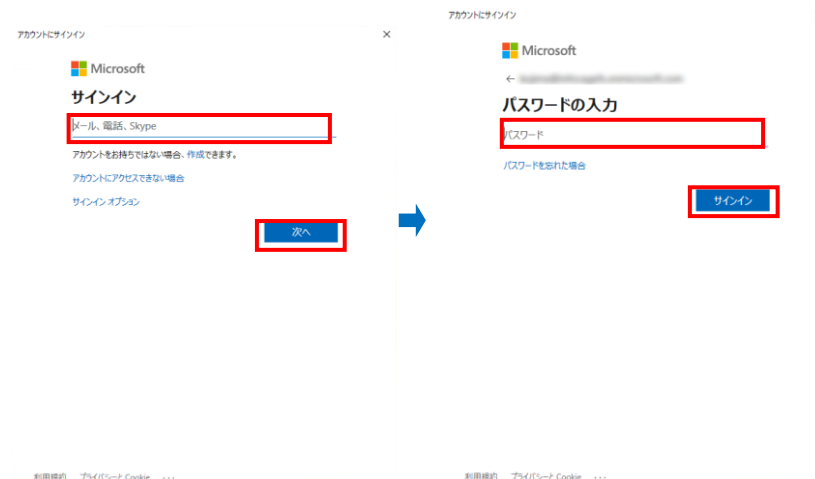 アカウントにサインイン
×
Microsoft
サインイン
メール、電話、Skype
アカウントをお持ちではない場合、作成できます。
アカウントにアクセスできない場合
サインイン オプション
次へ
利用規約 プライバシーと Cookie ...
アカウントにサインイン
Microsoft
←
パスワードの入力
パスワード
パスワードを忘れた場合
サインイン
利用規約 プライバシーと Cookie ...